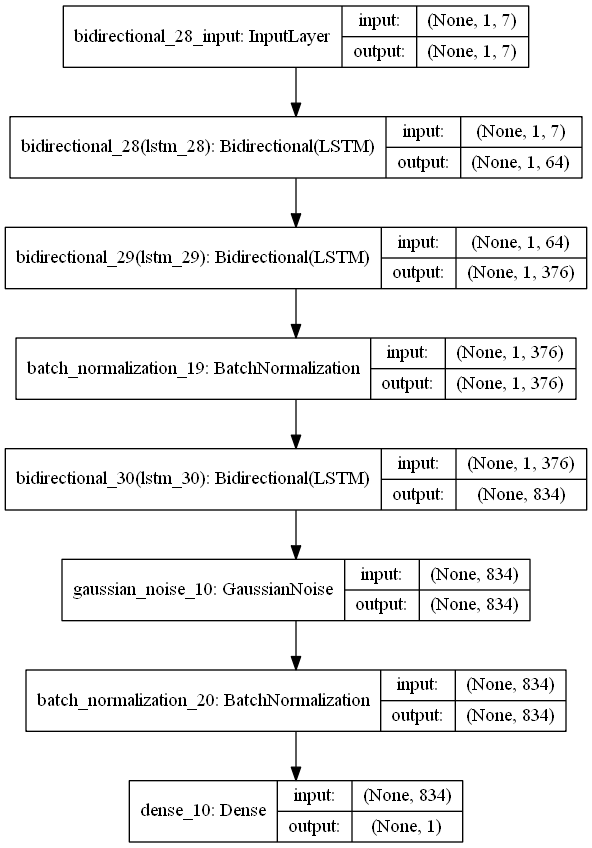 bidirectional_28_input: InputLayer
input: (None, 1, 7)
output: (None, 1, 7)
bidirectional_28(lstm_28): Bidirectional(LSTM)
input: (None, 1, 7)
output: (None, 1, 64)
bidirectional_29(lstm_29): Bidirectional(LSTM)
input: (None, 1, 64)
output: (None, 1, 376)
batch_normalization_19: BatchNormalization
input: (None, 1, 376)
output: (None, 1, 376)
bidirectional_30(lstm_30): Bidirectional(LSTM)
input: (None, 1, 376)
output: (None, 834)
gaussian_noise_10: GaussianNoise
input: (None, 834)
output: (None, 834)
batch_normalization_20: BatchNormalization
input: (None, 834)
output: (None, 834)
dense_10: Dense
input: (None, 834)
output: (None, 1)